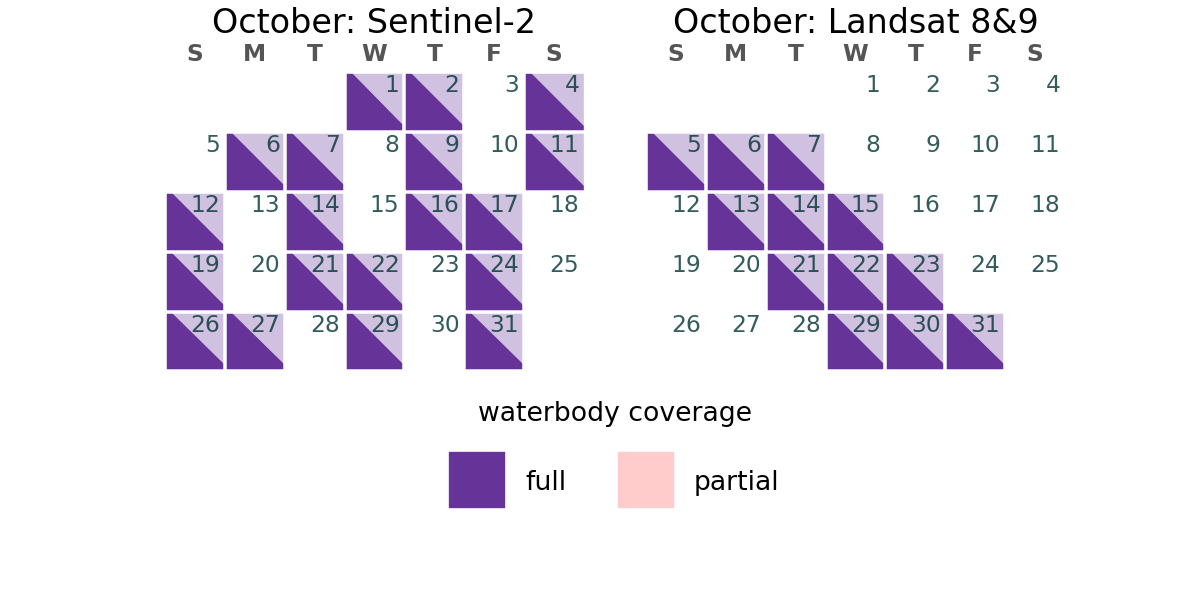 October: Sentinel-2
S M T W T F S
1 2 3 4
5 6 7 8 9 10 11
12 13 14 15 16 17 18
19 20 21 22 23 24 25
26 27 28 29 30 31
October: Landsat 8&9
S M T W T F S
1 2 3 4
5 6 7 8 9 10 11
12 13 14 15 16 17 18
19 20 21 22 23 24 25
26 27 28 29 30 31
waterbody coverage
full
partial